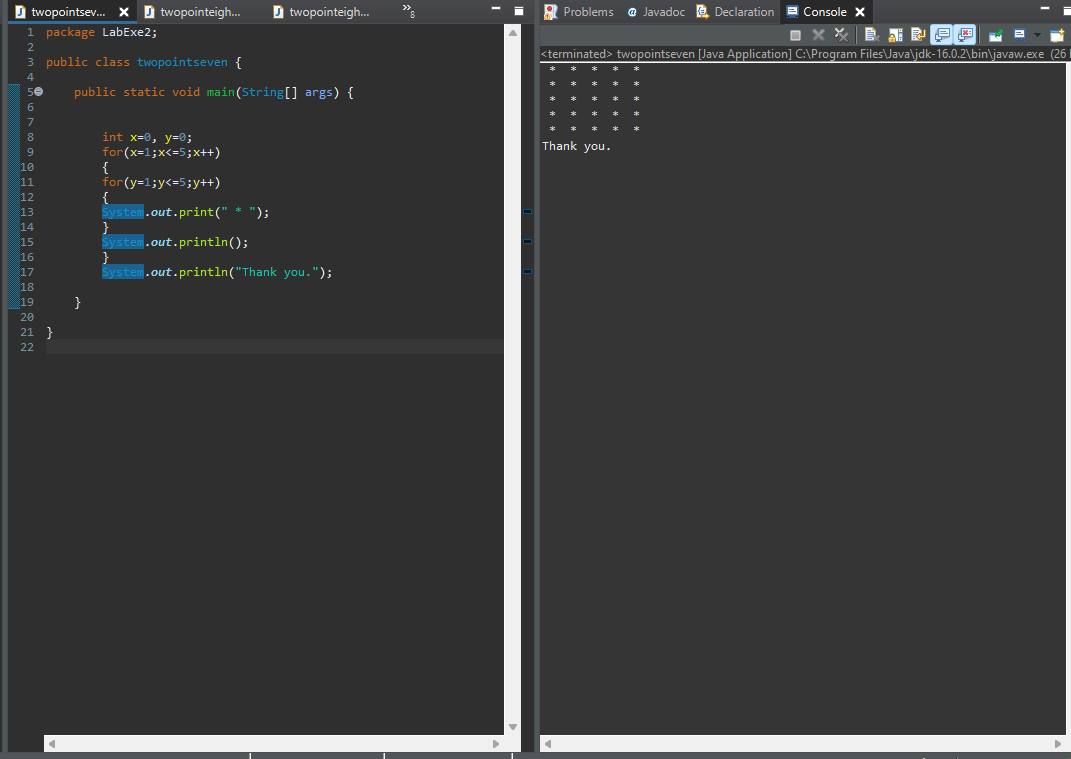 twopointsev...
twopointeigh...
twopointeigh...
»8
1 package LabExe2;
2
3 public class twopointseven {
4
5 public static void main(String[] args) {
6
7
8 int x=0, y=0;
9 for(x=1;x<=5;x++)
10 {
11 for(y=1;y<=5;y++)
12 {
13 System.out.print(" * ");
14 }
15 System.out.println();
16 }
17 System.out.println("Thank you.");
18
19 }
20
21 }
22
Problems @ Javadoc Declaration Console
<terminated> twopointseven [Java Application] C:\Program Files\Java\jdk-16.0.2\bin\javaw.exe (26
* * * * *
* * * * *
* * * * *
* * * * *
* * * * *
Thank you.